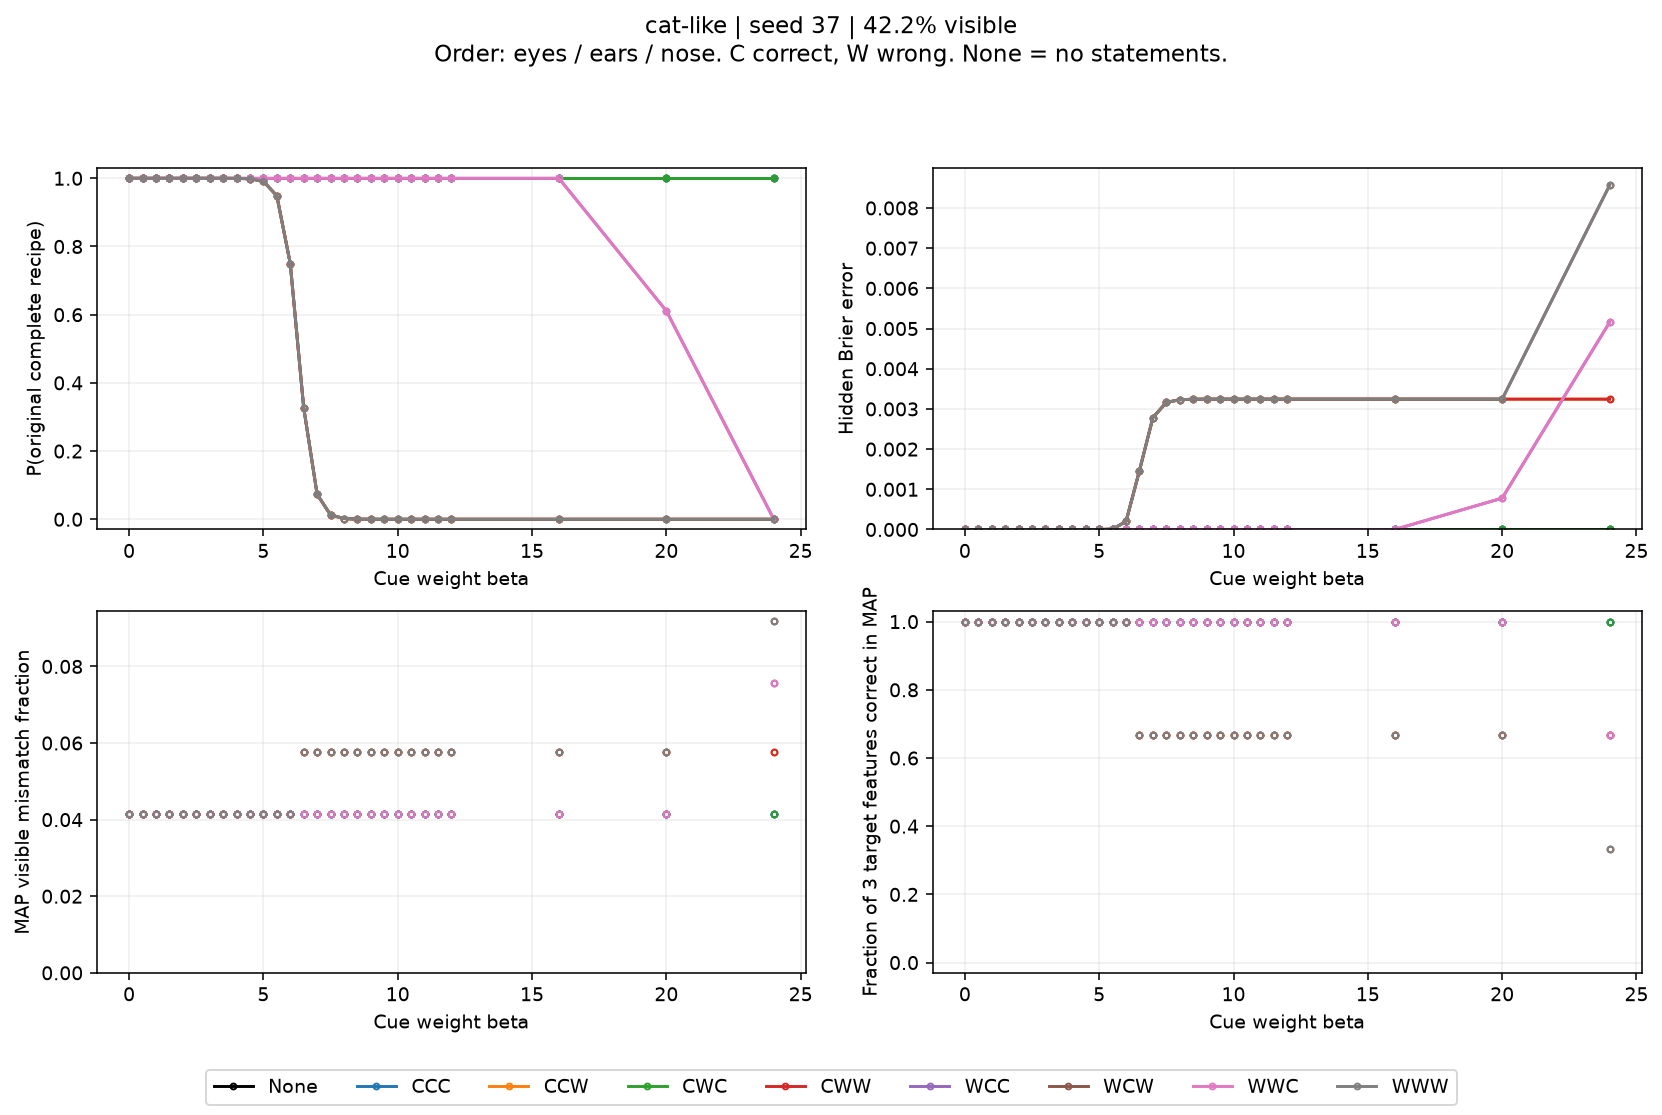 cat-like | seed 37 | 42.2% visible
Order: eyes / ears / nose. C correct, W wrong. None = no statements.
P(original complete recipe)
1.0
0.8
0.6
0.4
0.2
0.0
0 5 10 15 20 25
Cue weight beta
Hidden Brier error
0.008
0.007
0.006
0.005
0.004
0.003
0.002
0.001
0.000
0 5 10 15 20 25
Cue weight beta
MAP visible mismatch fraction
0.08
0.06
0.04
0.02
0.00
0 5 10 15 20 25
Cue weight beta
Fraction of 3 target features correct in MAP
1.0
0.8
0.6
0.4
0.2
0.0
0 5 10 15 20 25
Cue weight beta
None CCC CCW CWC CWW WCC WCW WWC WWW